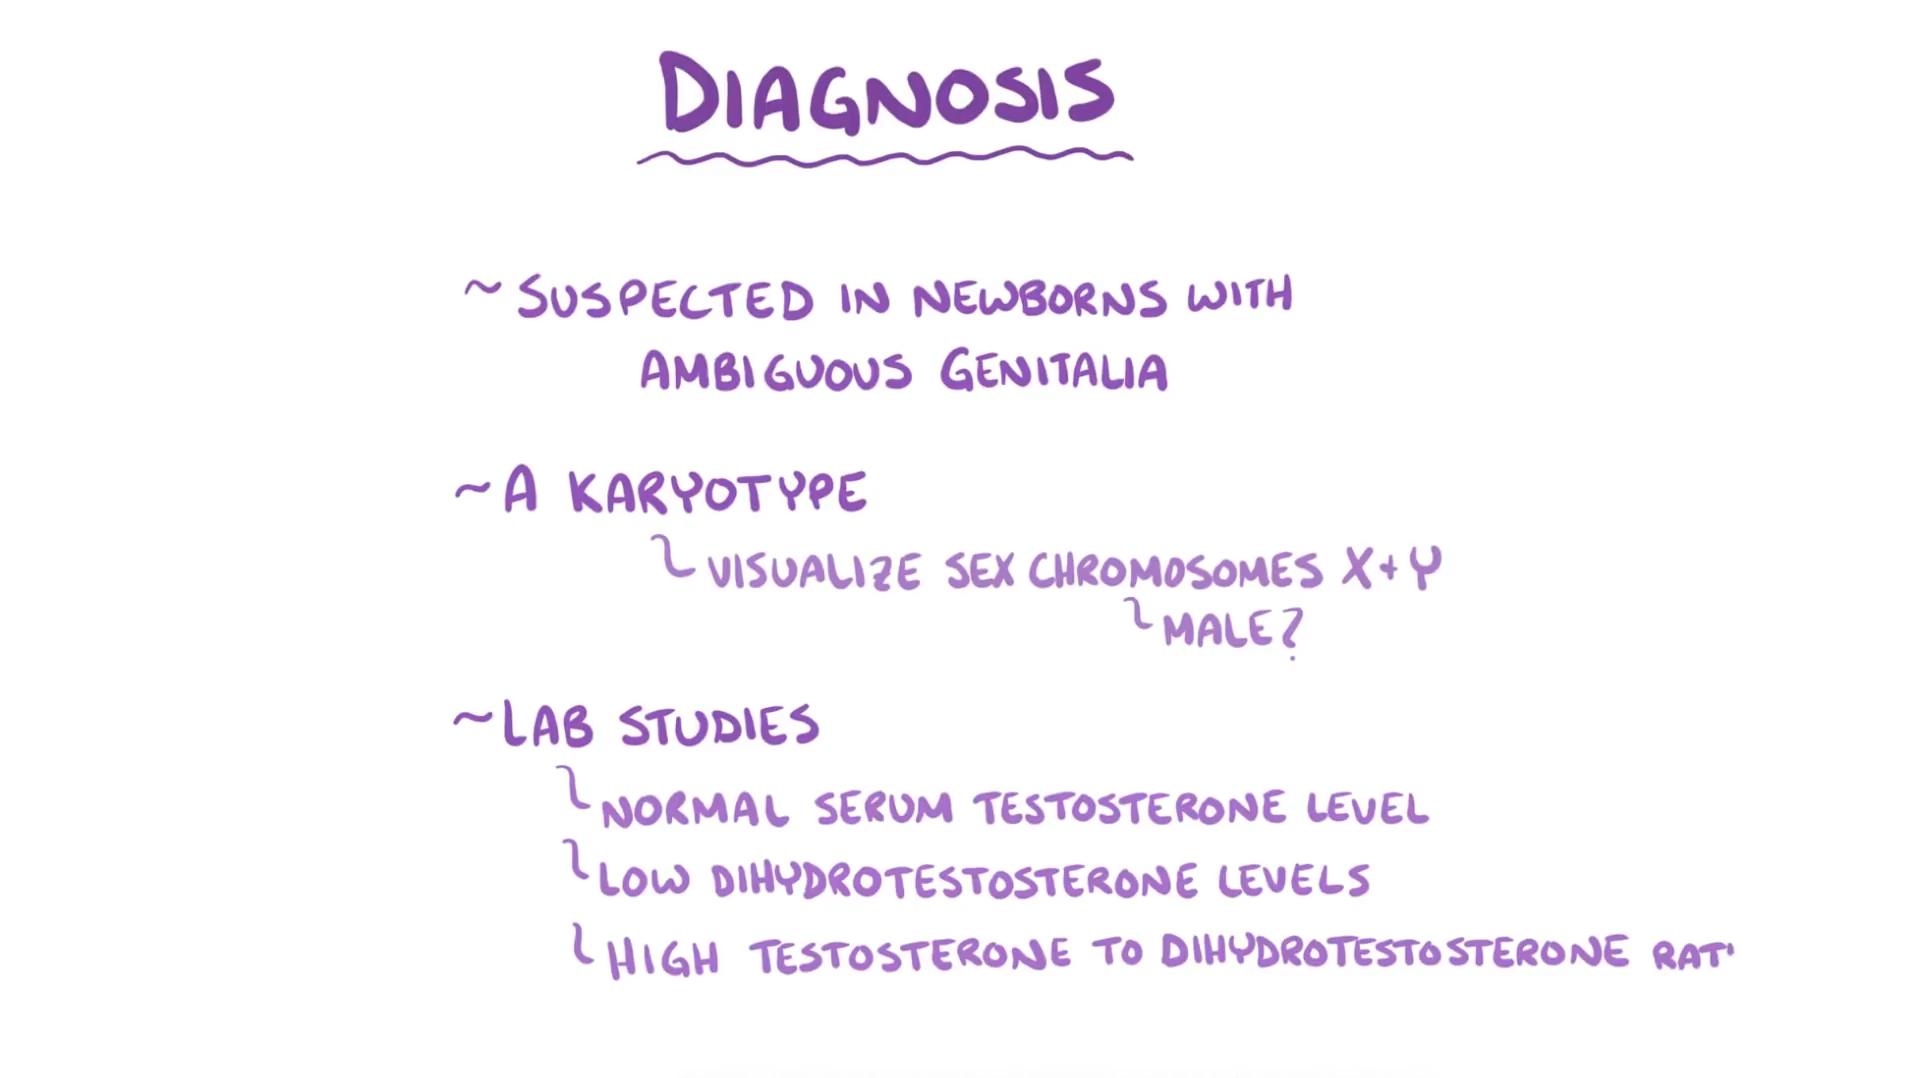 DIAGNOSIS
~ SUSPECTED IN NEWBORNS WITH
AMBIGUOUS GENITALIA
~ A KARYOTYPE
VISUALIZE SEX CHROMOSOMES X + Y
MALE?
~ LAB STUDIES
NORMAL SERUM TESTOSTERONE LEVEL
LOW DIHYDROTESTOSTERONE LEVELS
HIGH TESTOSTERONE TO DIHYDROTESTOSTERONE RAT